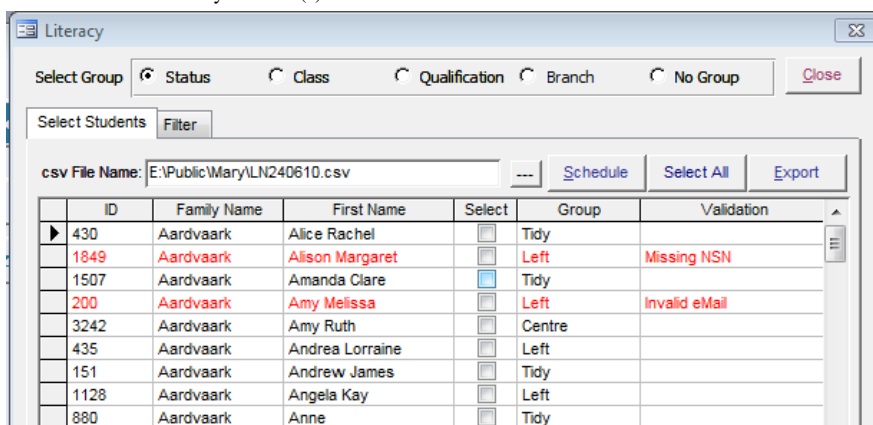 Literacy
Select Group Status Class Qualification Branch No Group Close
Select Students Filter
csv File Name: E:\Public\Mary\LN240610.csv --- Schedule Select All Export
ID Family Name First Name Select Group Validation
430 Aardvaark Alice Rachel Tidy
1849 Aardvaark Alison Margaret Left Missing NSN
1507 Aardvaark Amanda Clare Tidy
200 Aardvaark Amy Melissa Left Invalid eMail
3242 Aardvaark Amy Ruth Centre
435 Aardvaark Andrea Lorraine Left
151 Aardvaark Andrew James Tidy
1128 Aardvaark Angela Kay Left
880 Aardvaark Anne Tidy